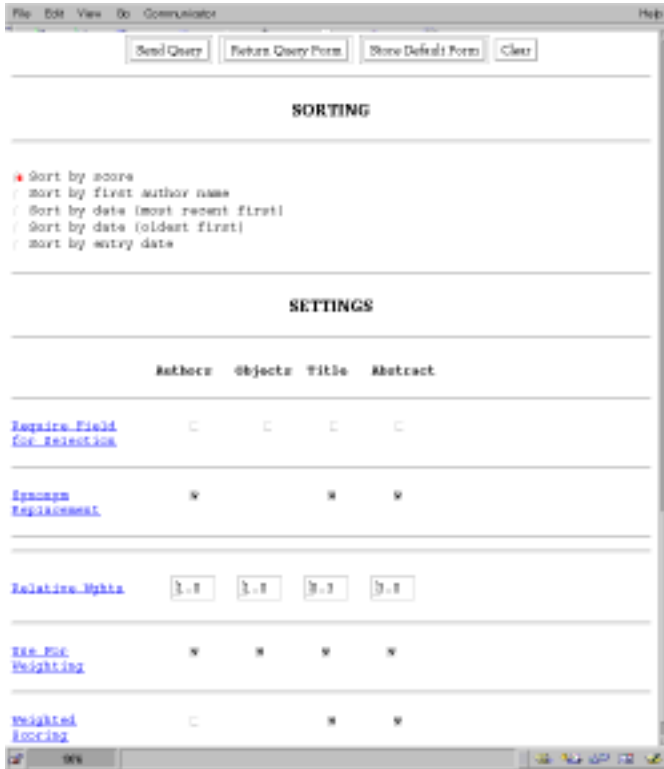 File Edit View Go Communicator Help
Send Query Return Query Form Store Default Form Clear
SORTING
Sort by score
Sort by first author name
Sort by date (most recent first)
Sort by date (oldest first)
Sort by entry date
SETTINGS
Authors Objects Title Abstract
Require Field
for Selection
Synonym
Replacement
Relative Wghts
Use For
Weighting
Weighted
Scoring